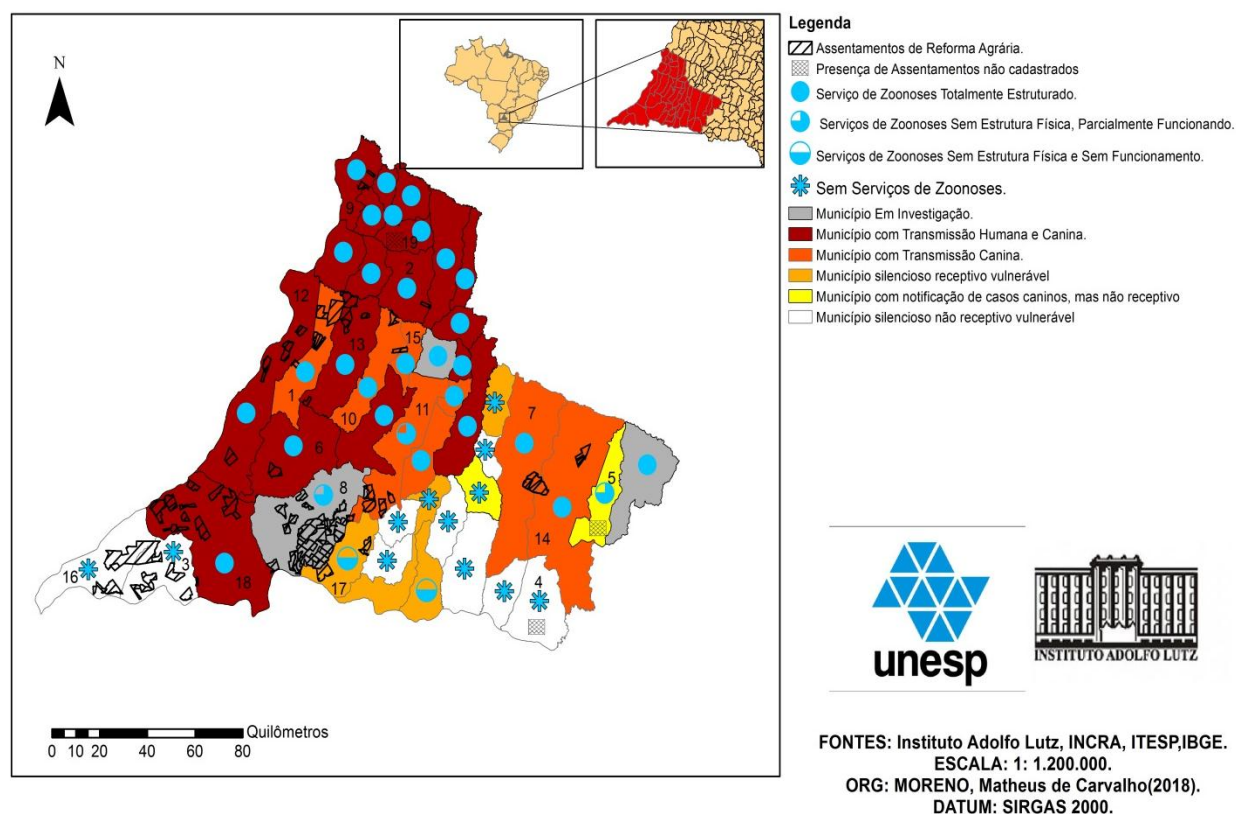 N
Legenda
Assentamentos de Reforma Agrária.
Presença de Assentamentos não cadastrados
Serviço de Zoonoses Totalmente Estruturado.
Serviços de Zoonoses Sem Estrutura Física, Parcialmente Funcionando.
Serviços de Zoonoses Sem Estrutura Física e Sem Funcionamento.
Sem Serviços de Zoonoses.
Município Em Investigação.
Município com Transmissão Humana e Canina.
Município com Transmissão Canina.
Município silencioso receptivo vulnerável
Município com notificação de casos caninos, mas não receptivo
Município silencioso não receptivo vulnerável
9
19
2
12
13
15
1
10
11
7
6
8
5
14
16
3
18
17
4
Quilômetros
0 10 20 40 60 80
unesp
INSTITUTO ADOLFO LUTZ
FONTES: Instituto Adolfo Lutz, INCRA, ITESP,IBGE.
ESCALA: 1: 1.200.000.
ORG: MORENO, Matheus de Carvalho(2018).
DATUM: SIRGAS 2000.